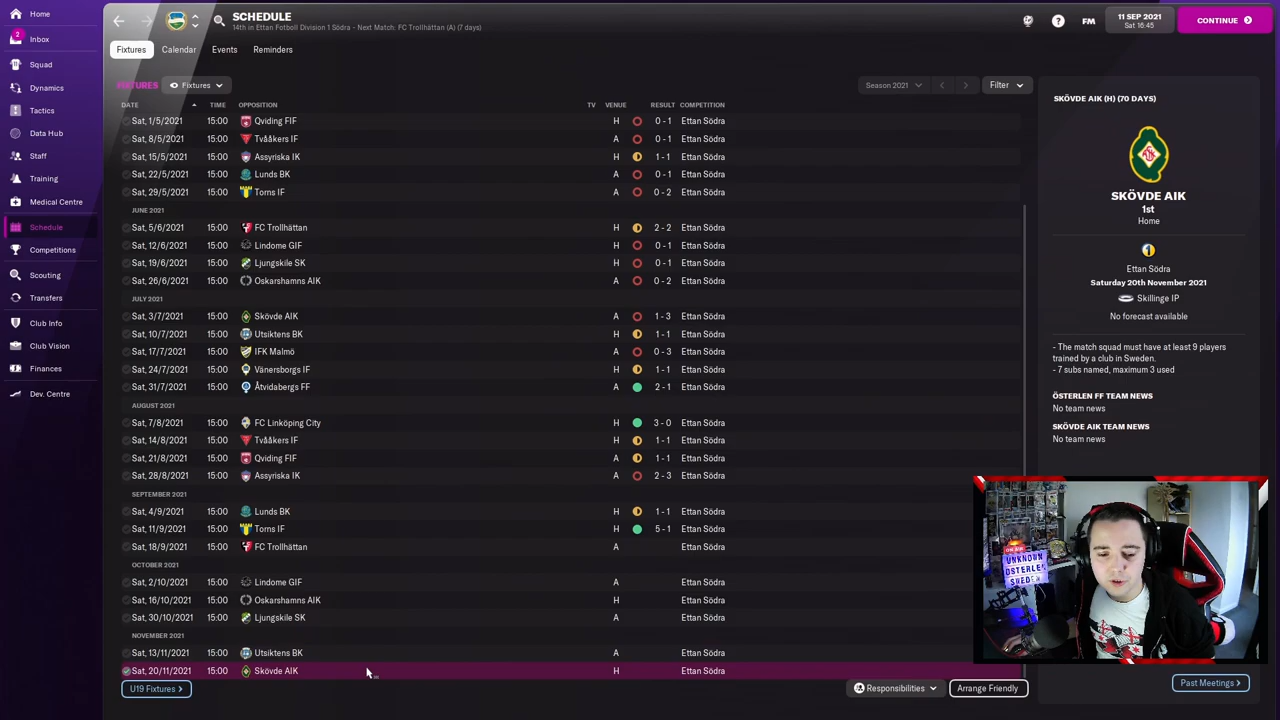 Home
2
Inbox
Squad
Dynamics
Tactics
Data Hub
Staff
Training
Medical Centre
Schedule
Competitions
Scouting
Transfers
Club Info
Club Vision
Finances
Dev. Centre
SCHEDULE
14th in Ettan Fotboll Division 1 Södra - Next Match: FC Trollhättan (A) (7 days)
? FM 11 SEP 2021 Sat 16:45 CONTINUE
Fixtures Calendar Events Reminders
FIXTURES Fixtures Season 2021 Filter
DATE TIME OPPOSITION TV VENUE RESULT COMPETITION
Sat, 1/5/2021 15:00 Qviding FIF H 0 - 1 Ettan Södra
Sat, 8/5/2021 15:00 Tvååkers IF A 0 - 1 Ettan Södra
Sat, 15/5/2021 15:00 Assyriska IK H 1 - 1 Ettan Södra
Sat, 22/5/2021 15:00 Lunds BK A 0 - 1 Ettan Södra
Sat, 29/5/2021 15:00 Torns IF A 0 - 2 Ettan Södra
JUNE 2021
Sat, 5/6/2021 15:00 FC Trollhättan H 2 - 2 Ettan Södra
Sat, 12/6/2021 15:00 Lindome GIF H 0 - 1 Ettan Södra
Sat, 19/6/2021 15:00 Ljungskile SK H 0 - 1 Ettan Södra
Sat, 26/6/2021 15:00 Oskarshamns AIK A 0 - 2 Ettan Södra
JULY 2021
Sat, 3/7/2021 15:00 Skövde AIK A 1 - 3 Ettan Södra
Sat, 10/7/2021 15:00 Utsiktens BK H 1 - 1 Ettan Södra
Sat, 17/7/2021 15:00 IFK Malmö A 0 - 3 Ettan Södra
Sat, 24/7/2021 15:00 Vänersborgs IF H 1 - 1 Ettan Södra
Sat, 31/7/2021 15:00 Åtvidabergs FF A 2 - 1 Ettan Södra
AUGUST 2021
Sat, 7/8/2021 15:00 FC Linköping City H 3 - 0 Ettan Södra
Sat, 14/8/2021 15:00 Tvååkers IF H 1 - 1 Ettan Södra
Sat, 21/8/2021 15:00 Qviding FIF A 1 - 1 Ettan Södra
Sat, 28/8/2021 15:00 Assyriska IK A 2 - 3 Ettan Södra
SEPTEMBER 2021
Sat, 4/9/2021 15:00 Lunds BK H 1 - 1 Ettan Södra
Sat, 11/9/2021 15:00 Torns IF H 5 - 1 Ettan Södra
Sat, 18/9/2021 15:00 FC Trollhättan A Ettan Södra
OCTOBER 2021
Sat, 2/10/2021 15:00 Lindome GIF A Ettan Södra
Sat, 16/10/2021 15:00 Oskarshamns AIK A Ettan Södra
Sat, 30/10/2021 15:00 Ljungskile SK A Ettan Södra
NOVEMBER 2021
Sat, 13/11/2021 15:00 Utsiktens BK A Ettan Södra
Sat, 20/11/2021 15:00 Skövde AIK H Ettan Södra
U19 Fixtures > Responsibilities Arrange Friendly
SKÖVDE AIK (H) (70 DAYS)
SKÖVDE AIK
1st
Home
Ettan Södra
Saturday 20th November 2021
Skillinge IP
No forecast available
- The match squad must have at least 9 players
trained by a club in Sweden.
- 7 subs named, maximum 3 used
ÖSTERLEN FF TEAM NEWS
No team news
SKÖVDE AIK TEAM NEWS
No team news
UNKNOWN
ÖSTERLEN
SWEDEN
Past Meetings >